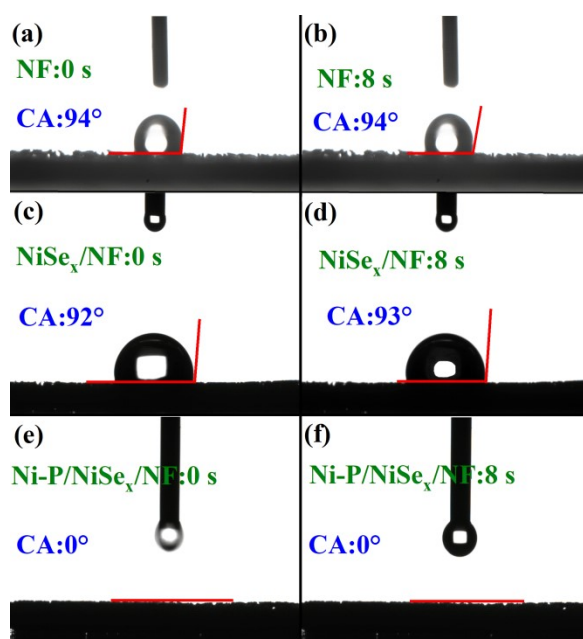 (a)
NF:0 s
CA:94°
(b)
NF:8 s
CA:94°
(c)
NiSeₓ/NF:0 s
CA:92°
(d)
NiSeₓ/NF:8 s
CA:93°
(e)
Ni-P/NiSeₓ/NF:0 s
CA:0°
(f)
Ni-P/NiSeₓ/NF:8 s
CA:0°